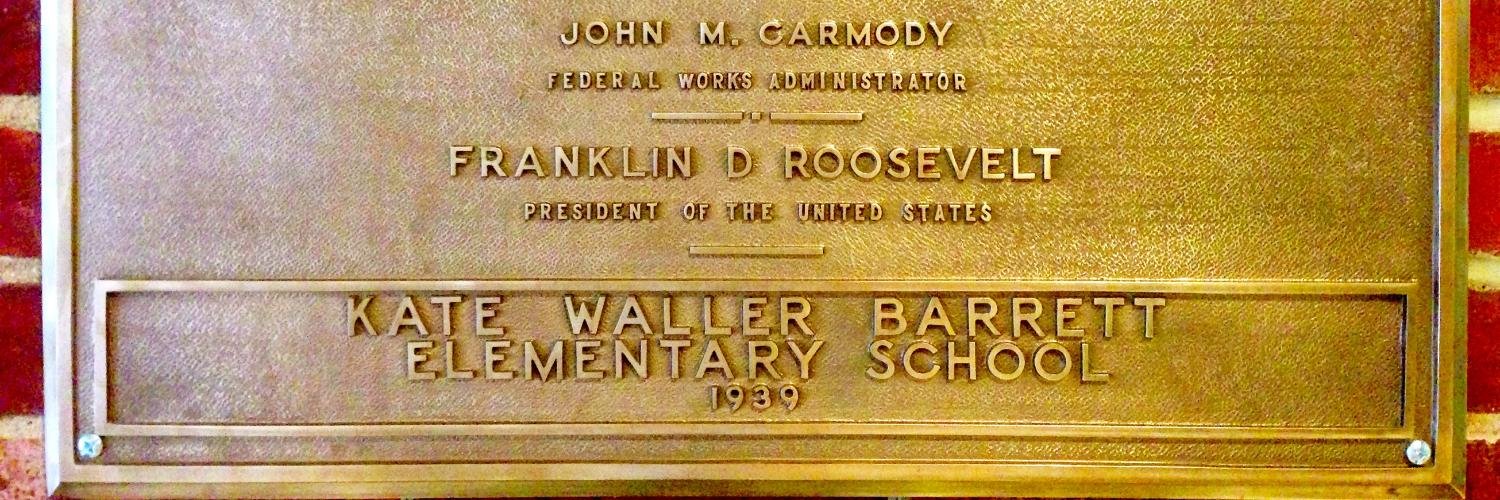 JOHN M. CARMODY
FEDERAL WORKS ADMINISTRATOR
FRANKLIN D ROOSEVELT
PRESIDENT OF THE UNITED STATES
KATE WALLER BARRETT
ELEMENTARY SCHOOL
1939